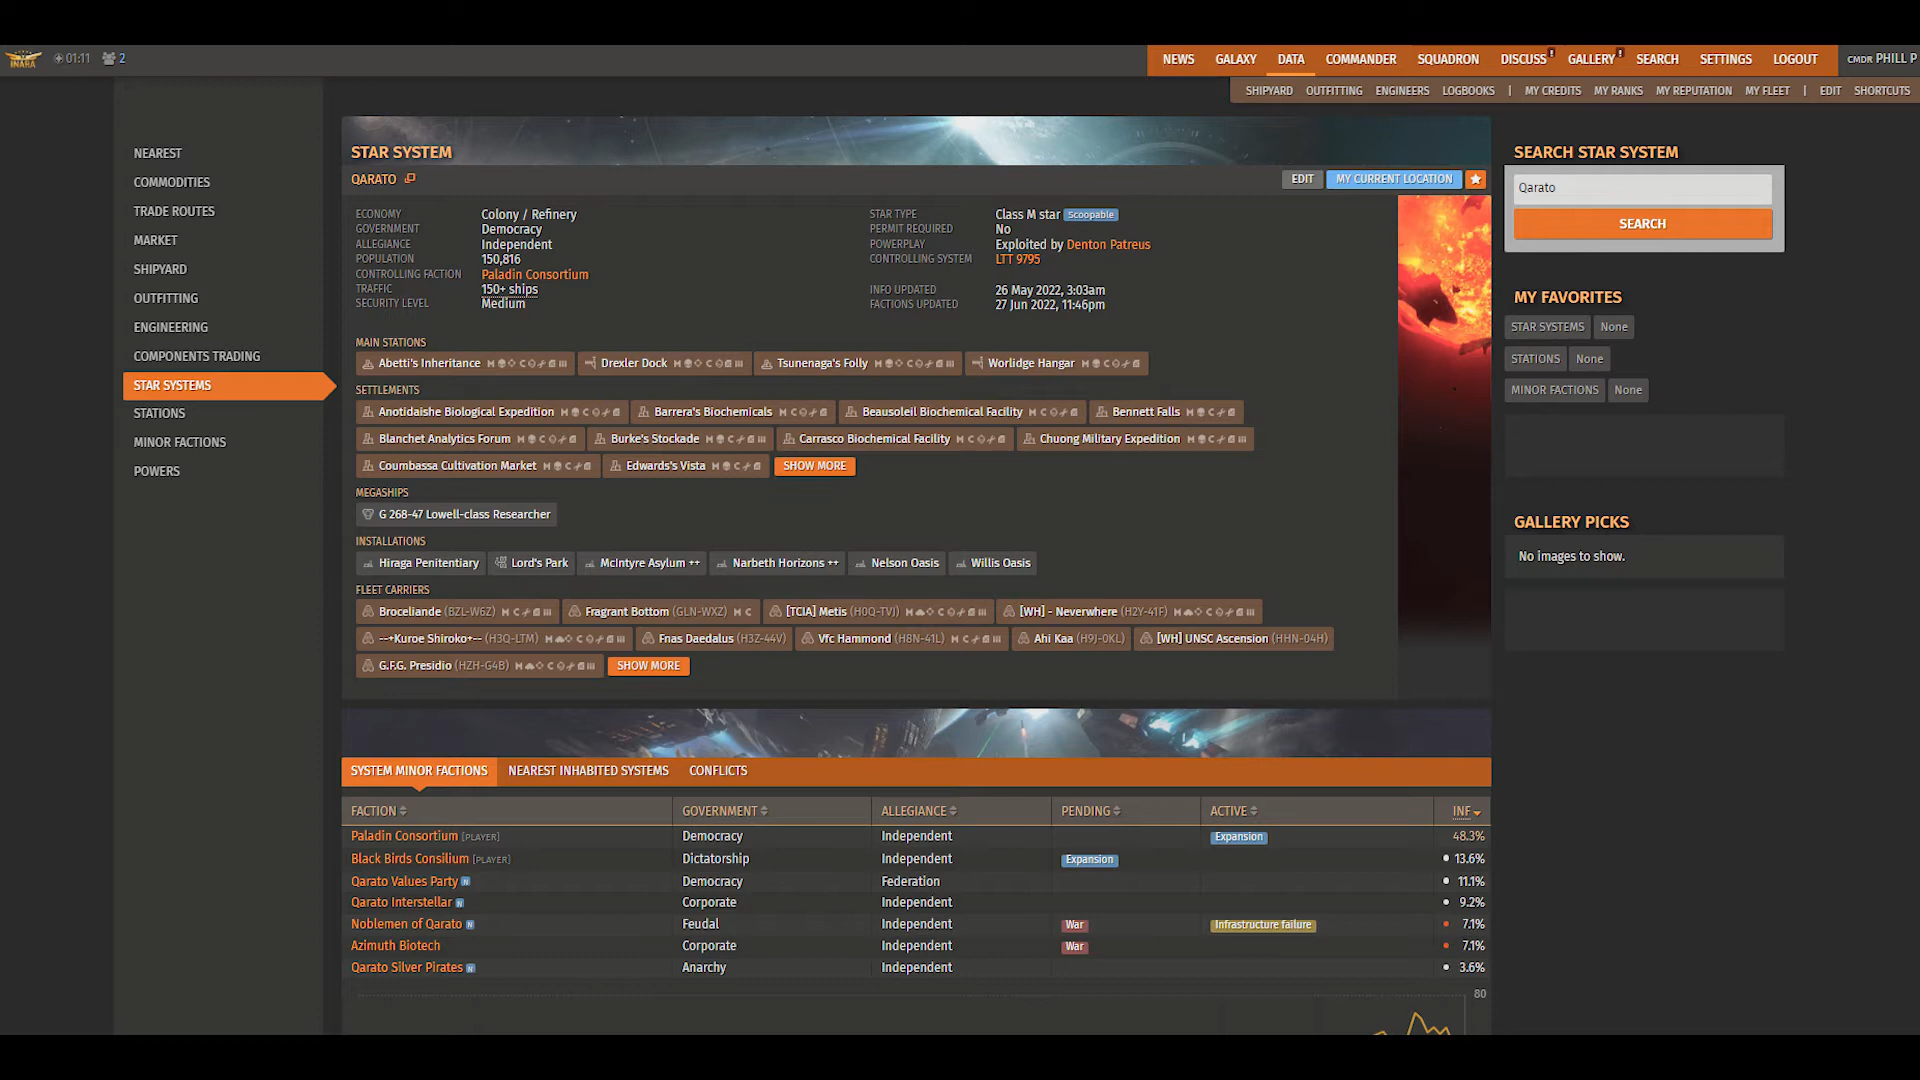 INARA 01:11 2
NEWS GALAXY DATA COMMANDER SQUADRON DISCUSS! GALLERY! SEARCH SETTINGS LOGOUT CMDR PHILL P
SHIPYARD OUTFITTING ENGINEERS LOGBOOKS | MY CREDITS MY RANKS MY REPUTATION MY FLEET | EDIT SHORTCUTS
NEAREST
COMMODITIES
TRADE ROUTES
MARKET
SHIPYARD
OUTFITTING
ENGINEERING
COMPONENTS TRADING
STAR SYSTEMS
STATIONS
MINOR FACTIONS
POWERS
STAR SYSTEM
QARATO EDIT MY CURRENT LOCATION
ECONOMY Colony / Refinery
GOVERNMENT Democracy
ALLEGIANCE Independent
POPULATION 150,816
CONTROLLING FACTION Paladin Consortium
TRAFFIC 150+ ships
SECURITY LEVEL Medium
STAR TYPE Class M star Scoopable
PERMIT REQUIRED No
POWERPLAY Exploited by Denton Patreus
CONTROLLING SYSTEM LTT 9795
INFO UPDATED 26 May 2022, 3:03am
FACTIONS UPDATED 27 Jun 2022, 11:46pm
MAIN STATIONS
Abetti's Inheritance Drexler Dock Tsunenaga's Folly Worlidge Hangar
SETTLEMENTS
Anotidaishe Biological Expedition Barrera's Biochemicals Beausoleil Biochemical Facility Bennett Falls
Blanchet Analytics Forum Burke's Stockade Carrasco Biochemical Facility Chuong Military Expedition
Coumbassa Cultivation Market Edwards's Vista SHOW MORE
MEGASHIPS
G 268-47 Lowell-class Researcher
INSTALLATIONS
Hiraga Penitentiary Lord's Park McIntyre Asylum ++ Narbeth Horizons ++ Nelson Oasis Willis Oasis
FLEET CARRIERS
Broceliande (BZL-W6Z) Fragrant Bottom (GLN-WXZ) [TCIA] Metis (H0Q-TVJ) [WH] - Neverwhere (H2Y-41F)
--+Kuroe Shiroko+-- (H3Q-LTM) Fnas Daedalus (H3Z-44V) Vfc Hammond (H8N-41L) Ahi Kaa (H9J-0KL) [WH] UNSC Ascension (HHN-04H)
G.F.G. Presidio (HZH-G4B) SHOW MORE
SYSTEM MINOR FACTIONS NEAREST INHABITED SYSTEMS CONFLICTS
FACTION GOVERNMENT ALLEGIANCE PENDING ACTIVE INF
Paladin Consortium [PLAYER] Democracy Independent Expansion 48.3%
Black Birds Consilium [PLAYER] Dictatorship Independent Expansion 13.6%
Qarato Values Party N Democracy Federation 11.1%
Qarato Interstellar N Corporate Independent 9.2%
Noblemen of Qarato N Feudal Independent War Infrastructure failure 7.1%
Azimuth Biotech Corporate Independent War 7.1%
Qarato Silver Pirates N Anarchy Independent 3.6%
80
SEARCH STAR SYSTEM
Qarato
SEARCH
MY FAVORITES
STAR SYSTEMS None
STATIONS None
MINOR FACTIONS None
GALLERY PICKS
No images to show.